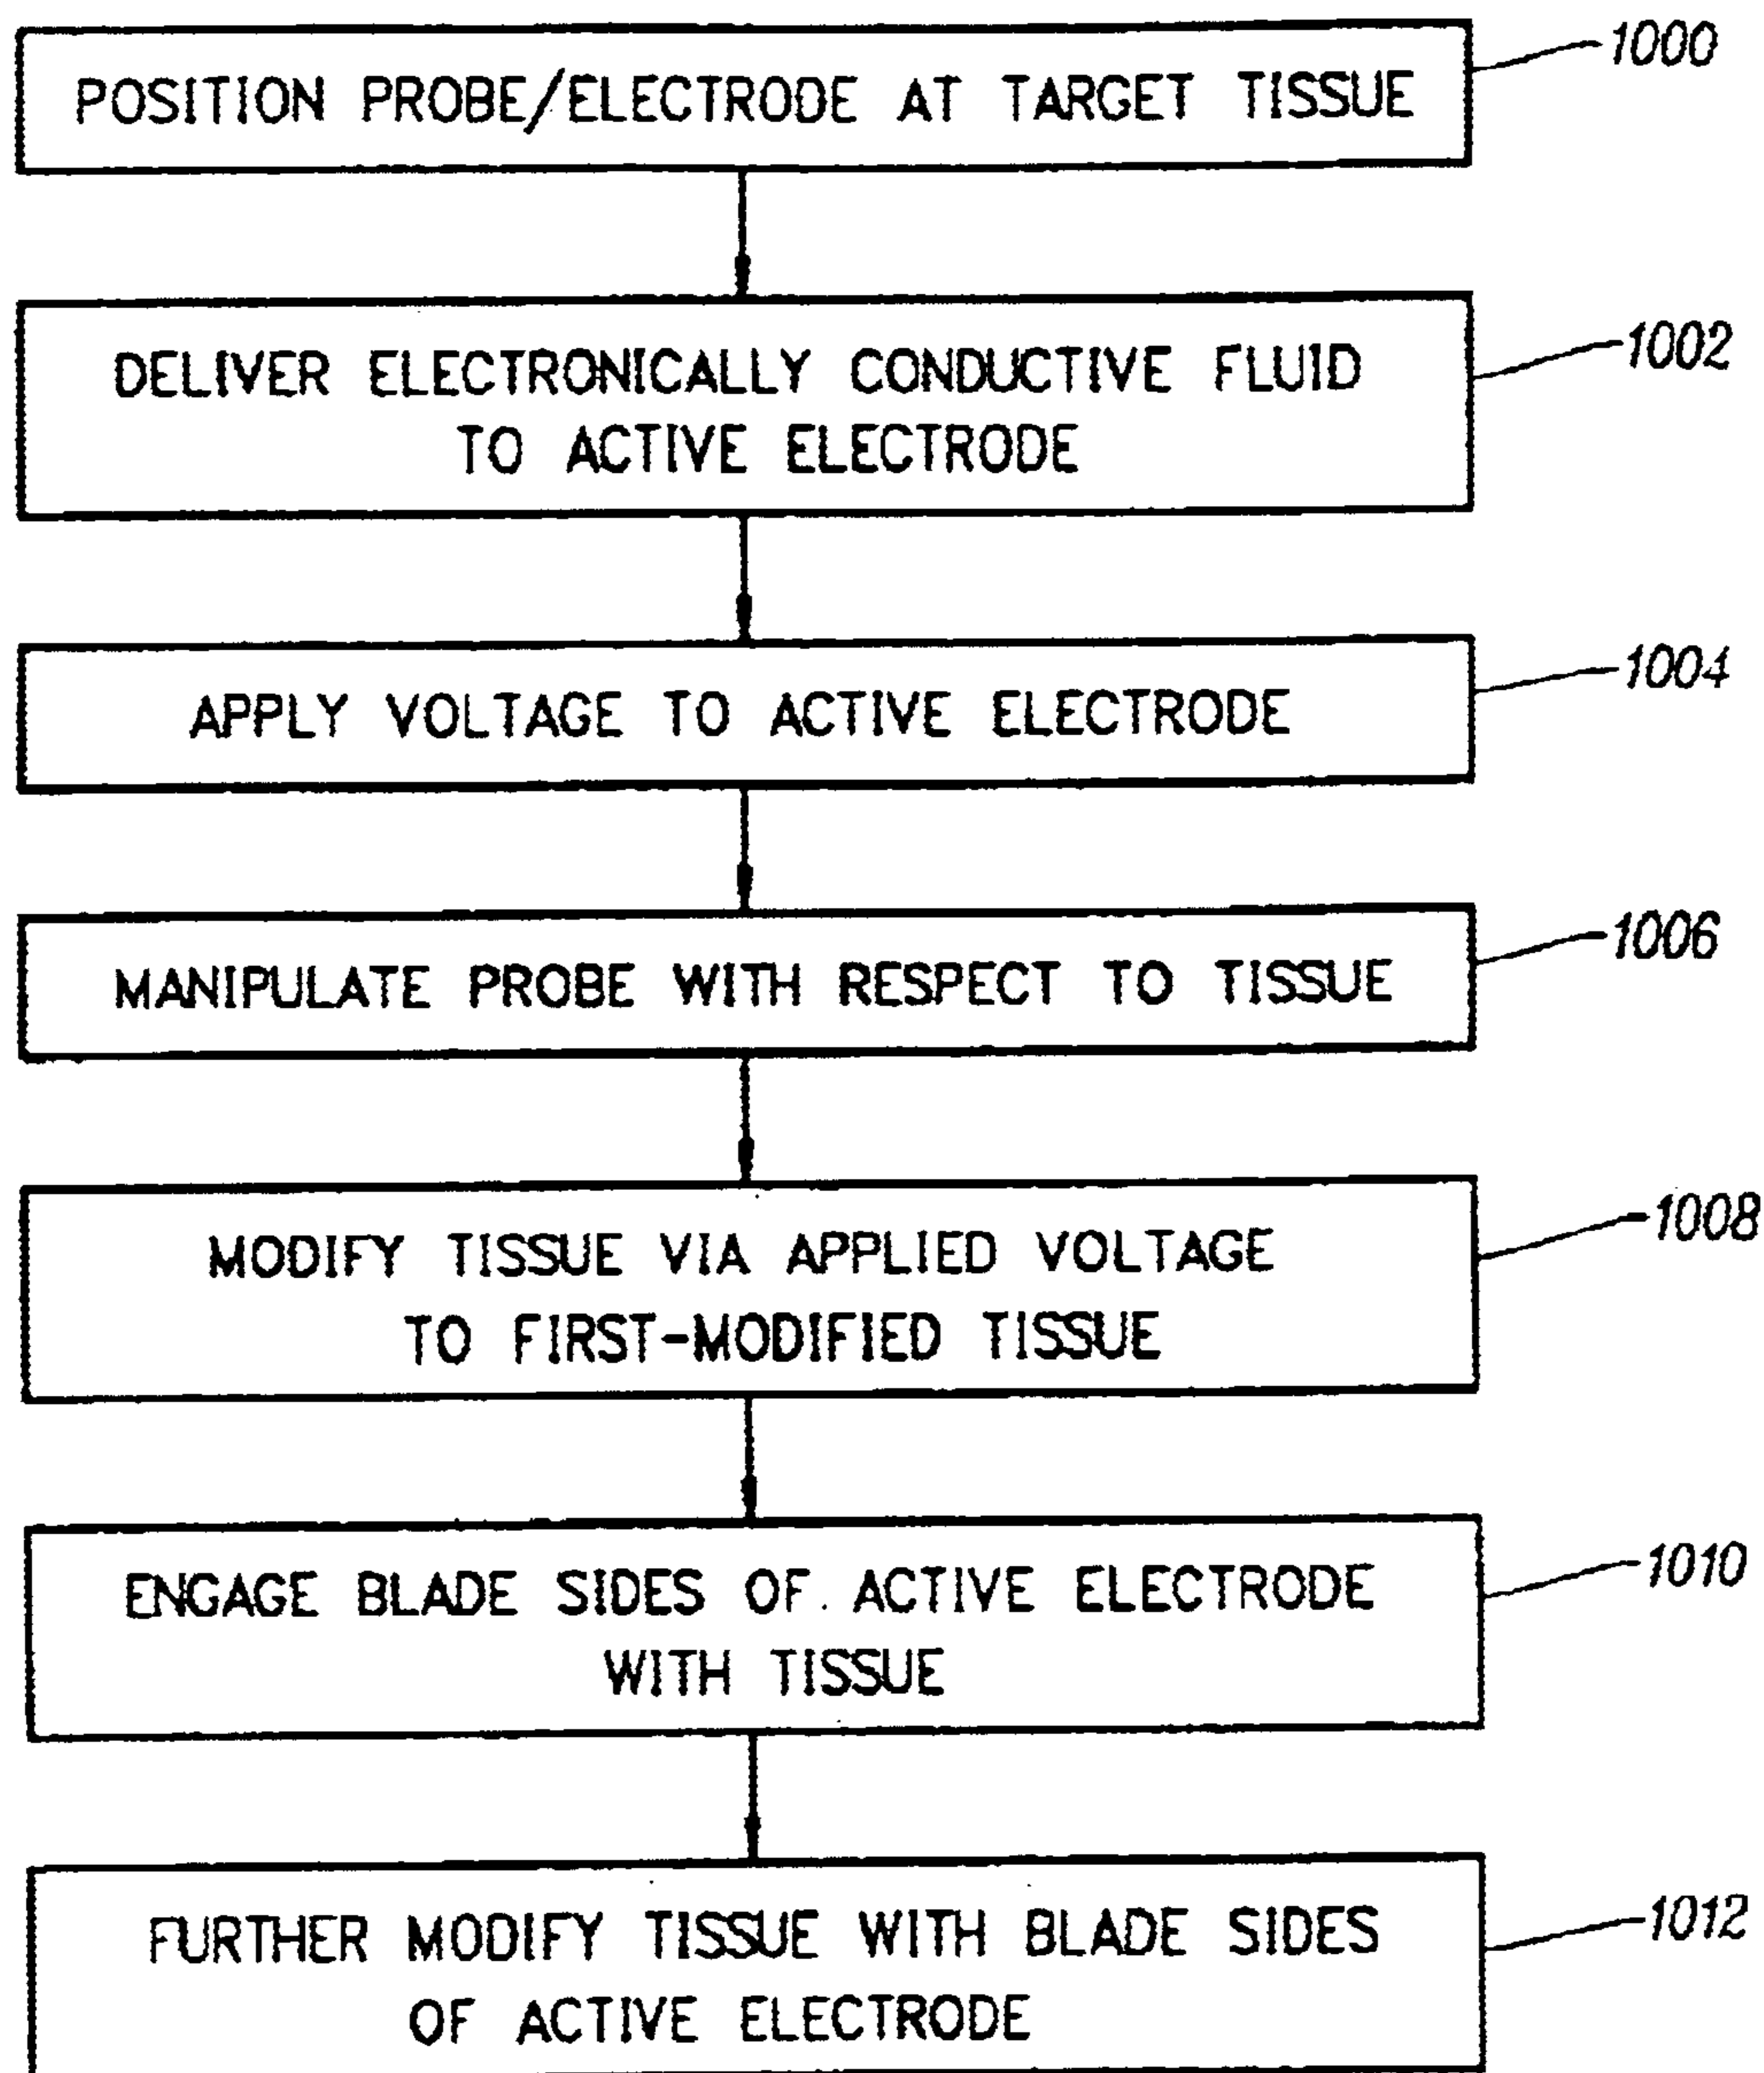 POSITION PROBE/ELECTRODE AT TARGET TISSUE
1000
DELIVER ELECTRONICALLY CONDUCTIVE FLUID
TO ACTIVE ELECTRODE
1002
APPLY VOLTAGE TO ACTIVE ELECTRODE
1004
MANIPULATE PROBE WITH RESPECT TO TISSUE
1006
MODIFY TISSUE VIA APPLIED VOLTAGE
TO FIRST-MODIFIED TISSUE
1008
ENGAGE BLADE SIDES OF ACTIVE ELECTRODE
WITH TISSUE
1010
FURTHER MODIFY TISSUE WITH BLADE SIDES
OF ACTIVE ELECTRODE
1012